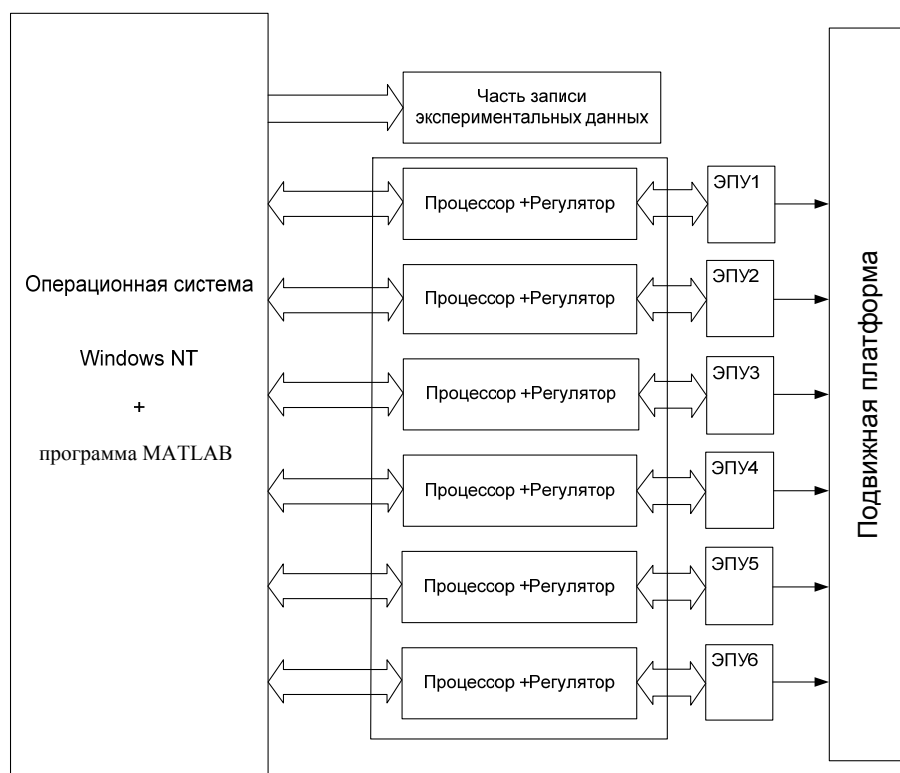 Часть записи
экспериментальных данных
Процессор +Регулятор
ЭПУ1
Процессор +Регулятор
ЭПУ2
Процессор +Регулятор
ЭПУ3
Процессор +Регулятор
ЭПУ4
Процессор +Регулятор
ЭПУ5
Процессор +Регулятор
ЭПУ6
Операционная система
Windows NT
+
программа MATLAB
Подвижная платформа